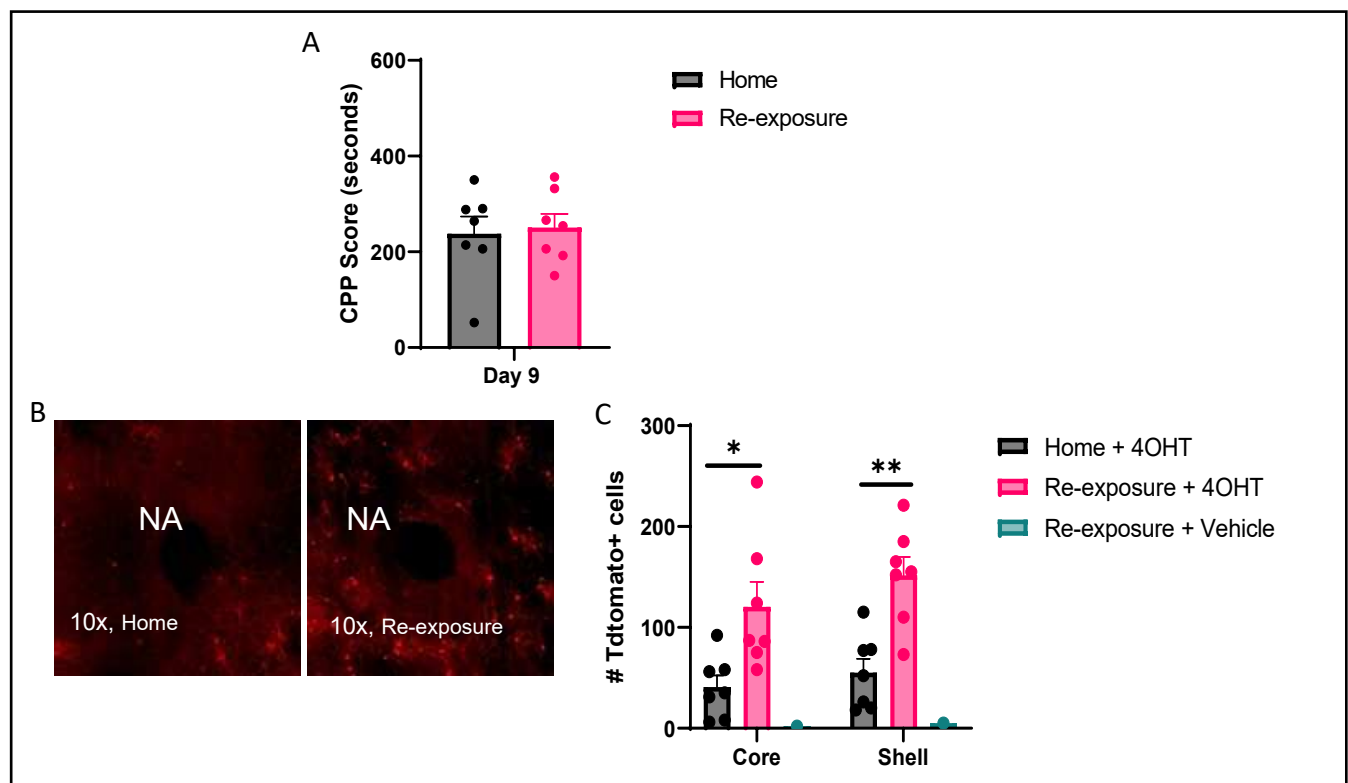 A
600
400
200
0
CPP Score (seconds)
Day 9
Home
Re-exposure
B
NA
10x, Home
NA
10x, Re-exposure
C
300
200
100
0
# Tdtomato+ cells
*
**
Core
Shell
Home + 4OHT
Re-exposure + 4OHT
Re-exposure + Vehicle